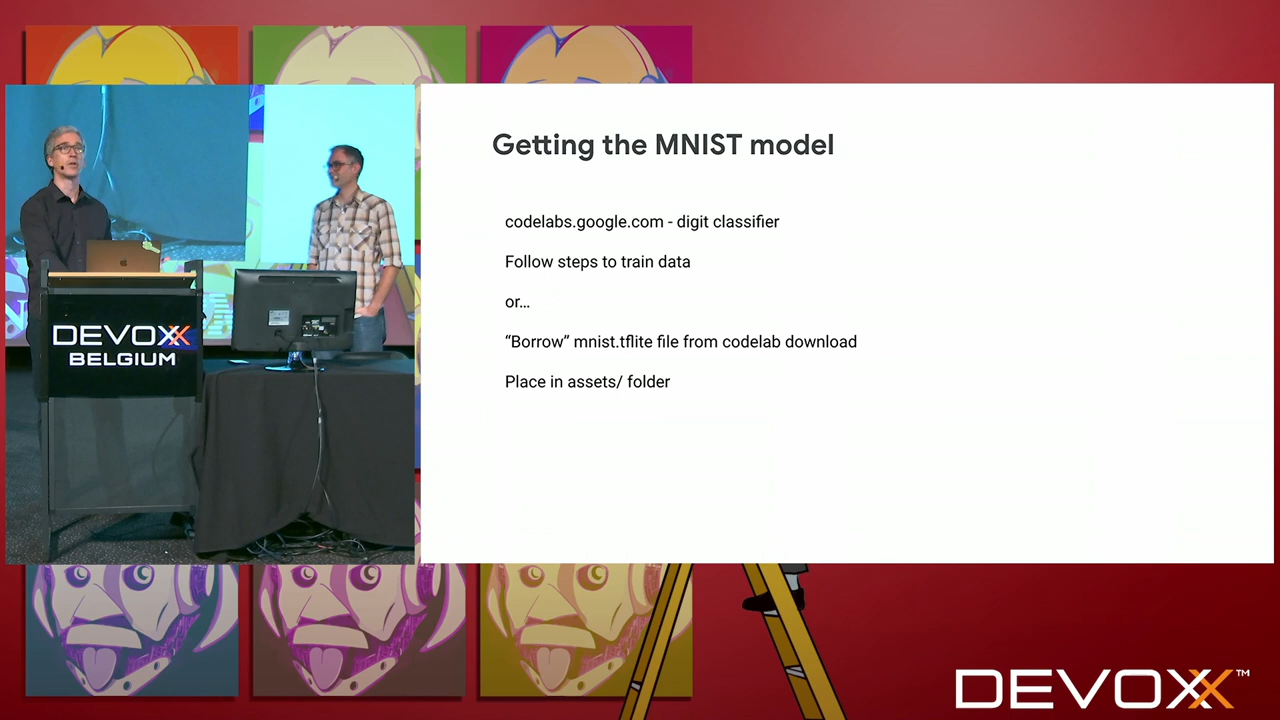 Getting the MNIST model
codelabs.google.com - digit classifier
Follow steps to train data
or...
“Borrow” mnist.tflite file from codelab download
Place in assets/ folder
DEVOXX
BELGIUM
DEVOXX™